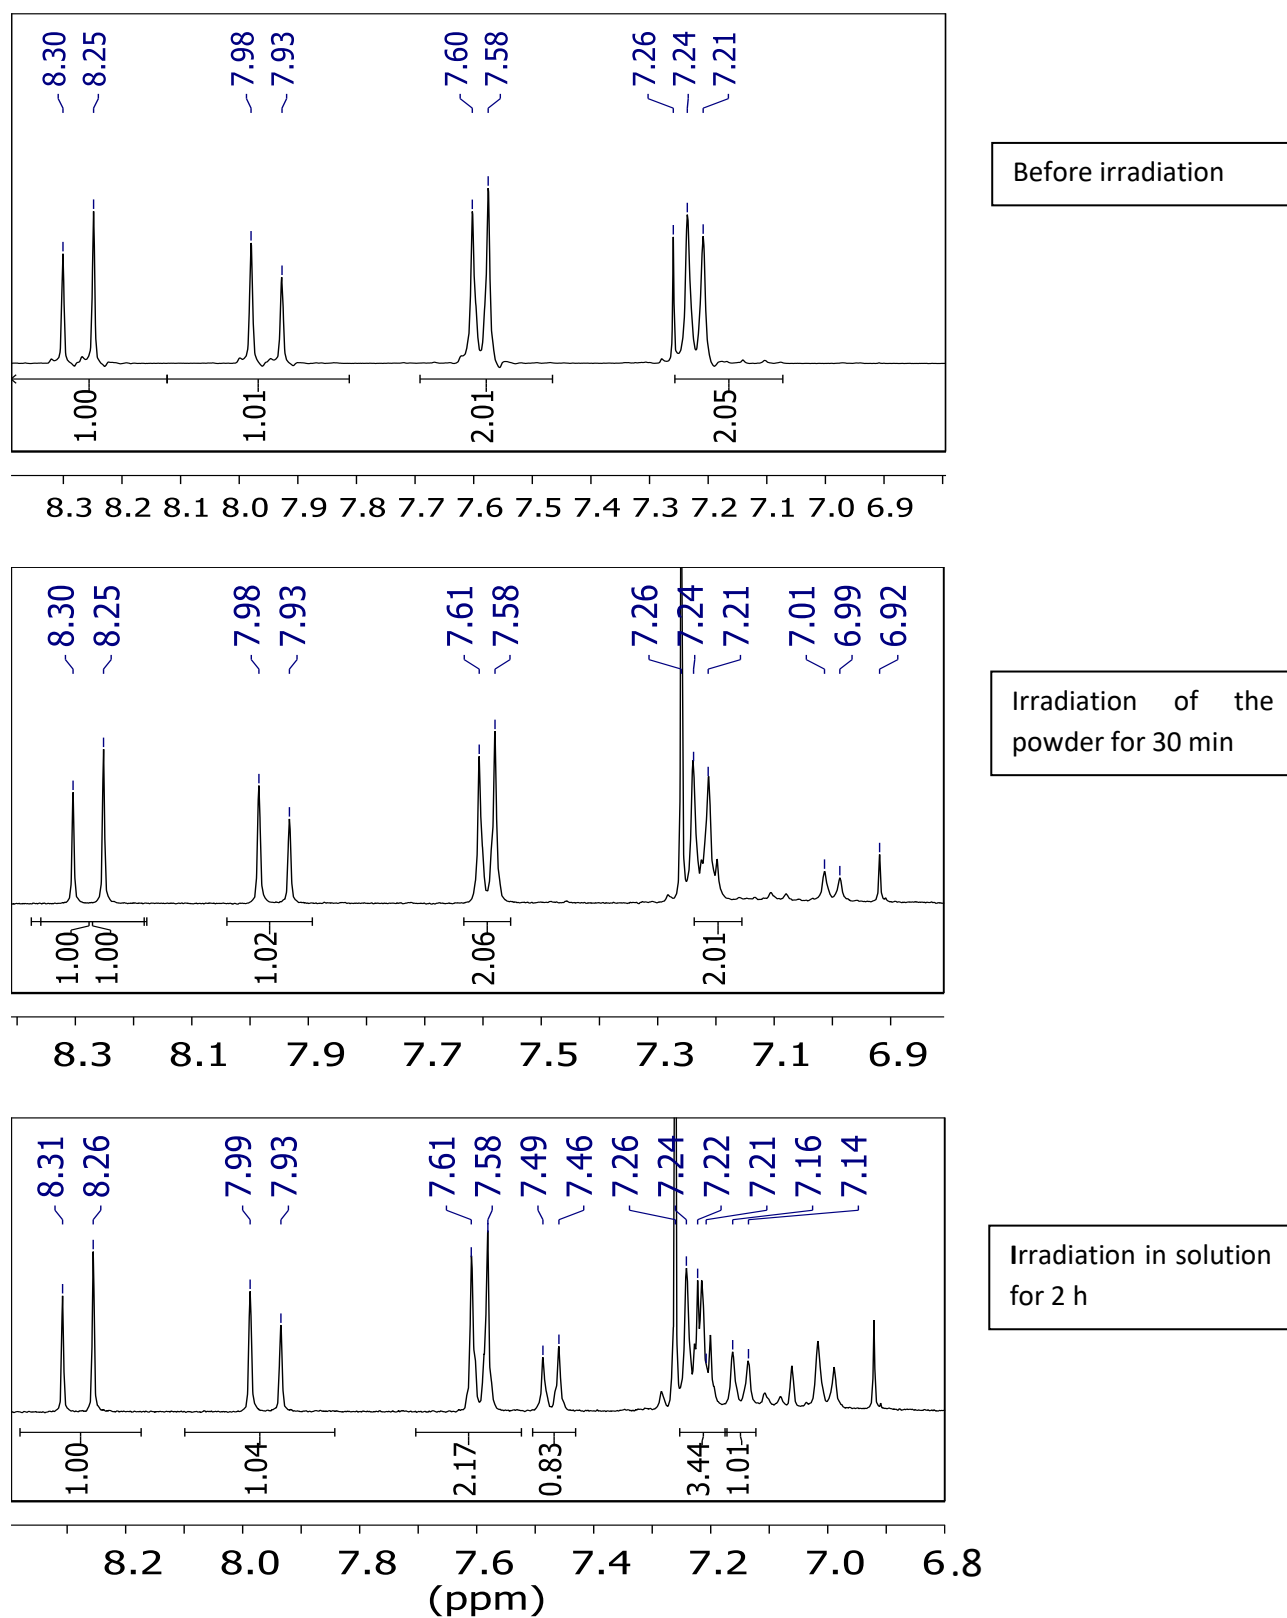 8.30 8.25 7.98 7.93 7.60 7.58 7.26 7.24 7.21
Before irradiation
1.00 1.01 2.01 2.05
8.3 8.2 8.1 8.0 7.9 7.8 7.7 7.6 7.5 7.4 7.3 7.2 7.1 7.0 6.9
8.30 8.25 7.98 7.93 7.61 7.58 7.26 7.24 7.21 7.01 6.99 6.92
Irradiation of the
powder for 30 min
1.00 1.00 1.02 2.06 2.01
8.3 8.1 7.9 7.7 7.5 7.3 7.1 6.9
8.31 8.26 7.99 7.93 7.61 7.58 7.49 7.46 7.26 7.24 7.22 7.21 7.16 7.14
Irradiation in solution
for 2 h
1.00 1.04 2.17 0.83 3.44 1.01
8.2 8.0 7.8 7.6 7.4 7.2 7.0 6.8
(ppm)